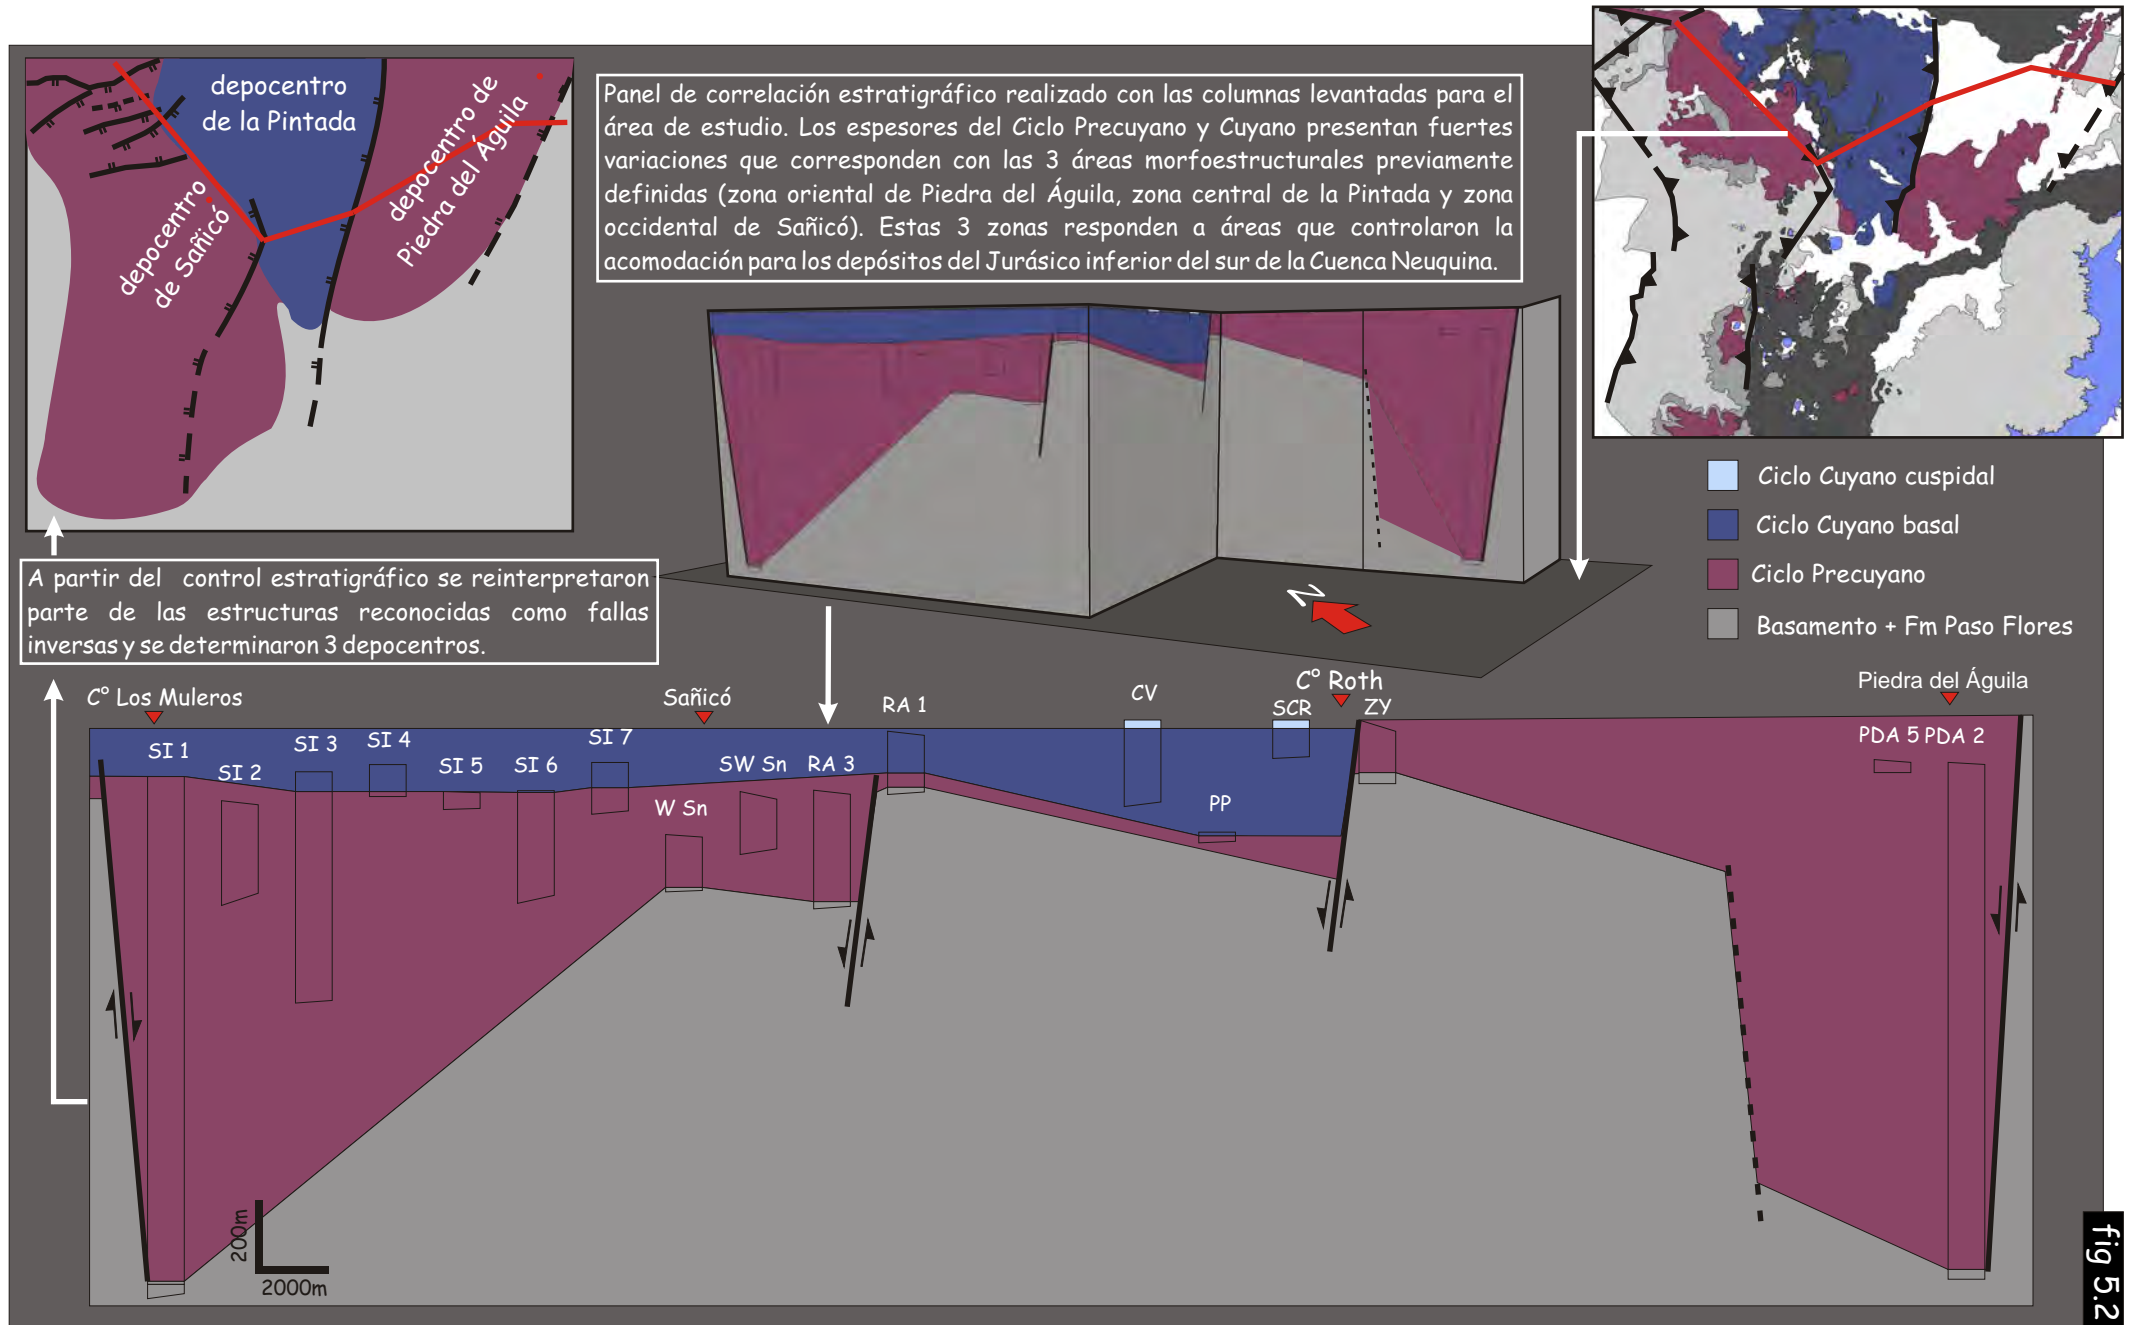 depocentro
de la Pintada
depocentro de
Piedra del Águila
depocentro
de Sañicó
Panel de correlación estratigráfico realizado con las columnas levantadas para el
área de estudio. Los espesores del Ciclo Precuyano y Cuyano presentan fuertes
variaciones que corresponden con las 3 áreas morfoestructurales previamente
definidas (zona oriental de Piedra del Águila, zona central de la Pintada y zona
occidental de Sañicó). Estas 3 zonas responden a áreas que controlaron la
acomodación para los depósitos del Jurásico inferior del sur de la Cuenca Neuquina.
Ciclo Cuyano cuspidal
Ciclo Cuyano basal
Ciclo Precuyano
Basamento + Fm Paso Flores
A partir del control estratigráfico se reinterpretaron
parte de las estructuras reconocidas como fallas
inversas y se determinaron 3 depocentros.
N
C° Los Muleros
Sañicó
C° Roth
Piedra del Águila
RA 1
CV
SCR
ZY
SI 1
SI 2
SI 3
SI 4
SI 5
SI 6
SI 7
W Sn
SW Sn
RA 3
PP
PDA 5
PDA 2
200m
2000m
fig 5.2